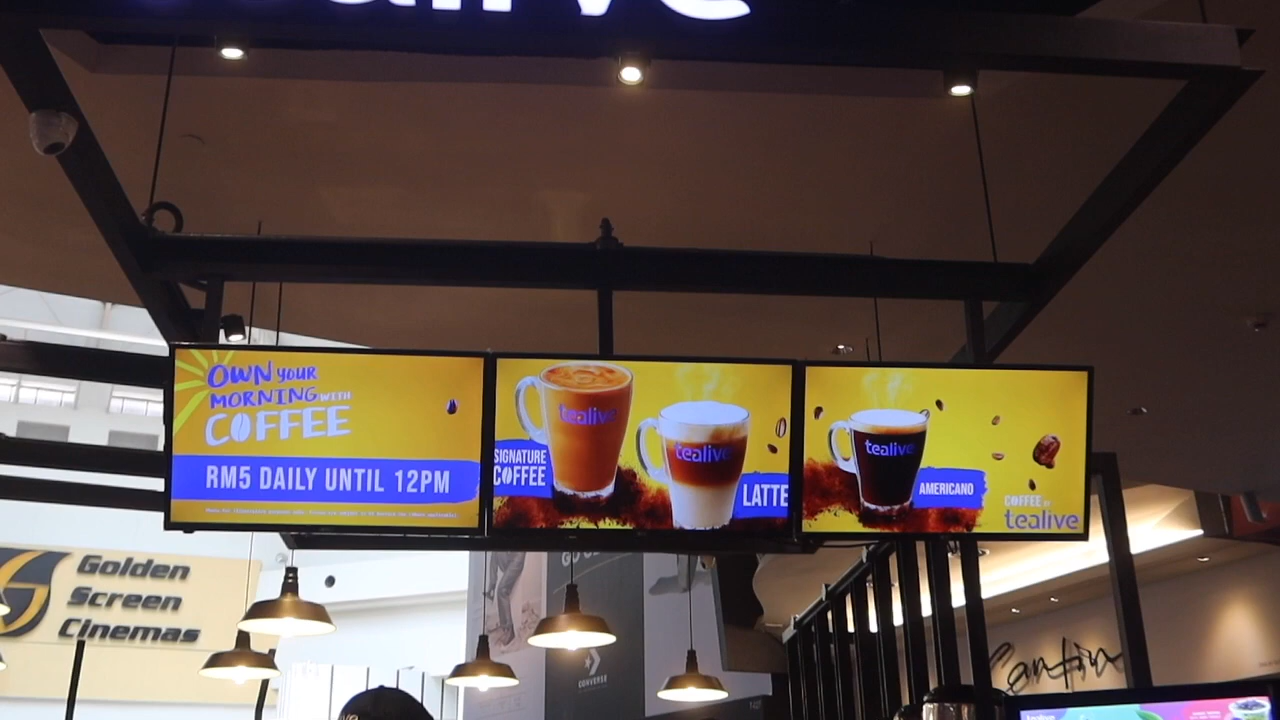 tealive
OWN YOUR
MORNING WITH
COFFEE
RM5 DAILY UNTIL 12PM
tealive
SIGNATURE
COFFEE
tealive
LATTE
tealive
AMERICANO
COFFEE BY
tealive
Golden
Screen
Cinemas
CONVERSE